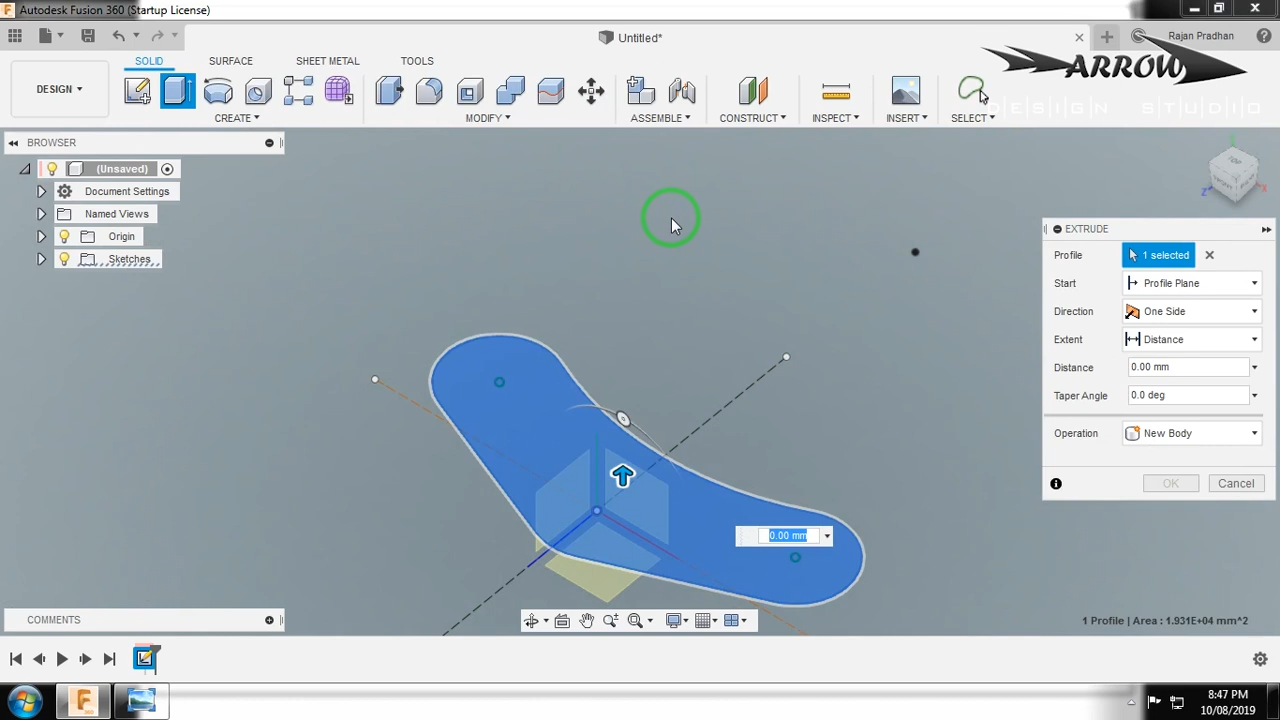 Autodesk Fusion 360 (Startup License)
Untitled*
Rajan Pradhan
SOLID SURFACE SHEET METAL TOOLS
ARROW
DESIGN STUDIO
DESIGN
CREATE MODIFY ASSEMBLE CONSTRUCT INSPECT INSERT SELECT
BROWSER
(Unsaved)
Document Settings
Named Views
Origin
Sketches
TOP
FRONT
RIGHT
Z
X
EXTRUDE
Profile 1 selected
Start Profile Plane
Direction One Side
Extent Distance
Distance 0.00 mm
Taper Angle 0.0 deg
Operation New Body
OK Cancel
0.00 mm
COMMENTS
1 Profile | Area : 1.931E+04 mm^2
8:47 PM
10/08/2019